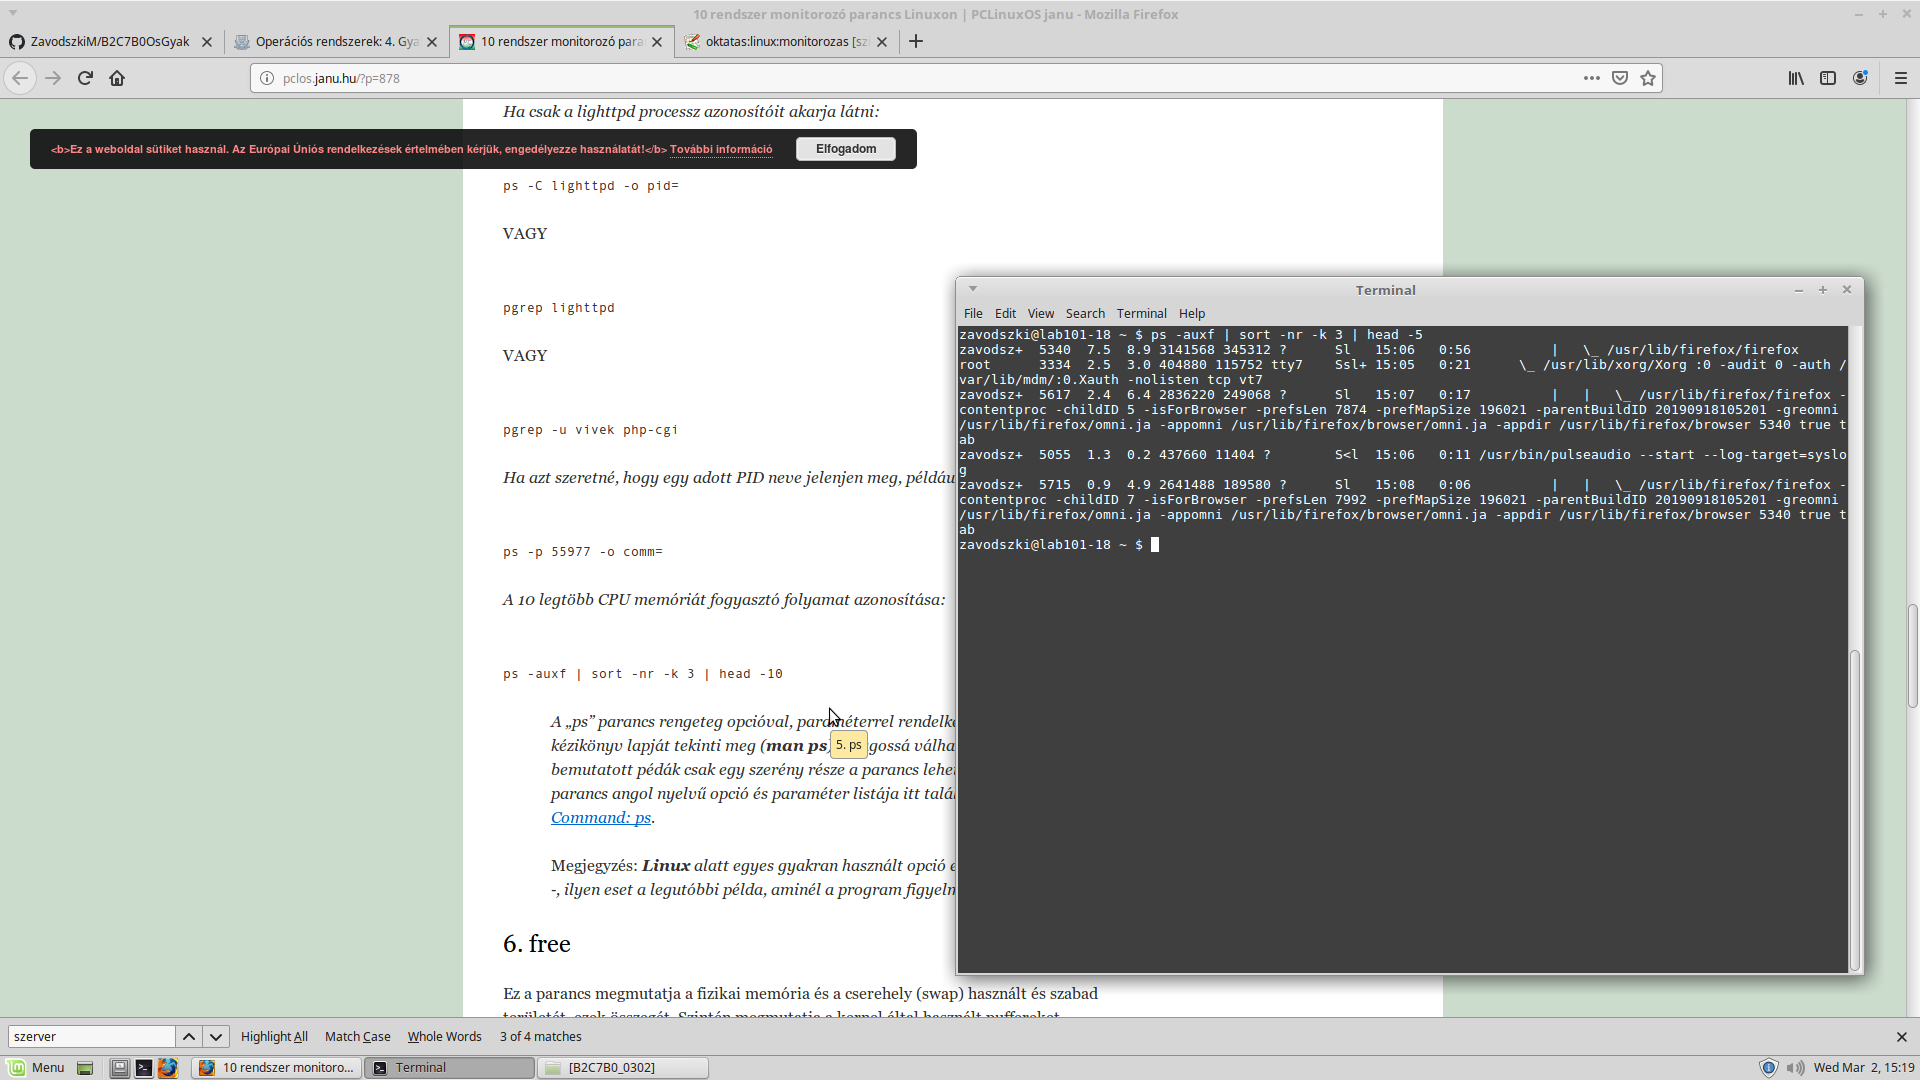 10 rendszer monitorozó parancs Linuxon | PCLinuxOS janu - Mozilla Firefox
ZavodszkiM/B2C7B0OsGyak
Operációs rendszerek: 4. Gya
10 rendszer monitorozó para
oktatas:linux:monitorozas [sz
pclos.janu.hu/?p=878
Ha csak a lighttpd processz azonosítóit akarja látni:
<b>Ez a weboldal sütiket használ. Az Európai Úniós rendelkezések értelmében kérjük, engedélyezze használatát!</b> További információ
Elfogadom
ps -C lighttpd -o pid=
VAGY
pgrep lighttpd
VAGY
pgrep -u vivek php-cgi
Ha azt szeretné, hogy egy adott PID neve jelenjen meg, példáu
ps -p 55977 -o comm=
A 10 legtöbb CPU memóriát fogyasztó folyamat azonosítása:
ps -auxf | sort -nr -k 3 | head -10
A „ps” parancs rengeteg opcióval, paraméterrel rendelke
kézikönyv lapját tekinti meg (man ps) gossá válha
5. ps
bemutatott pédák csak egy szerény része a parancs lehe
parancs angol nyelvű opció és paraméter listája itt talá
Command: ps.
Megjegyzés: Linux alatt egyes gyakran használt opció e
-, ilyen eset a legutóbbi példa, aminél a program figyelm
6. free
Ez a parancs megmutatja a fizikai memória és a cserehely (swap) használt és szabad
területét, ezek összegét. Szintén megmutatja a kernel által használt puffereket
Terminal
File Edit View Search Terminal Help
zavodszki@lab101-18 ~ $ ps -auxf | sort -nr -k 3 | head -5
zavodsz+  5340  7.5  8.9 3141568 345312 ?      Sl   15:06   0:56          |   \_ /usr/lib/firefox/firefox
root      3334  2.5  3.0 404880 115752 tty7    Ssl+ 15:05   0:21      \_ /usr/lib/xorg/Xorg :0 -audit 0 -auth /
var/lib/mdm/:0.Xauth -nolisten tcp vt7
zavodsz+  5617  2.4  6.4 2836220 249068 ?      Sl   15:07   0:17          |   |   \_ /usr/lib/firefox/firefox -
contentproc -childID 5 -isForBrowser -prefsLen 7874 -prefMapSize 196021 -parentBuildID 20190918105201 -greomni
/usr/lib/firefox/omni.ja -appomni /usr/lib/firefox/browser/omni.ja -appdir /usr/lib/firefox/browser 5340 true t
ab
zavodsz+  5055  1.3  0.2 437660 11404 ?        S<l  15:06   0:11 /usr/bin/pulseaudio --start --log-target=syslo
g
zavodsz+  5715  0.9  4.9 2641488 189580 ?      Sl   15:08   0:06          |   |   \_ /usr/lib/firefox/firefox -
contentproc -childID 7 -isForBrowser -prefsLen 7992 -prefMapSize 196021 -parentBuildID 20190918105201 -greomni
/usr/lib/firefox/omni.ja -appomni /usr/lib/firefox/browser/omni.ja -appdir /usr/lib/firefox/browser 5340 true t
ab
zavodszki@lab101-18 ~ $
szerver
Highlight All
Match Case
Whole Words
3 of 4 matches
Menu
10 rendszer monitoro...
Terminal
[B2C7B0_0302]
Wed Mar 2, 15:19